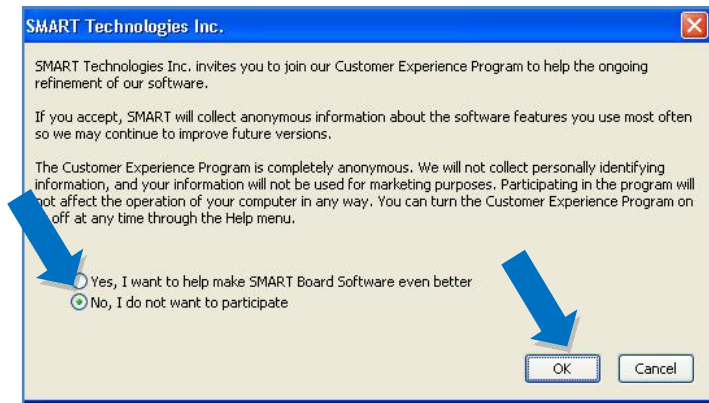 SMART Technologies Inc.
SMART Technologies Inc. invites you to join our Customer Experience Program to help the ongoing
refinement of our software.
If you accept, SMART will collect anonymous information about the software features you use most often
so we may continue to improve future versions.
The Customer Experience Program is completely anonymous. We will not collect personally identifying
information, and your information will not be used for marketing purposes. Participating in the program will
not affect the operation of your computer in any way. You can turn the Customer Experience Program on
off at any time through the Help menu.
Yes, I want to help make SMART Board Software even better
No, I do not want to participate
OK Cancel